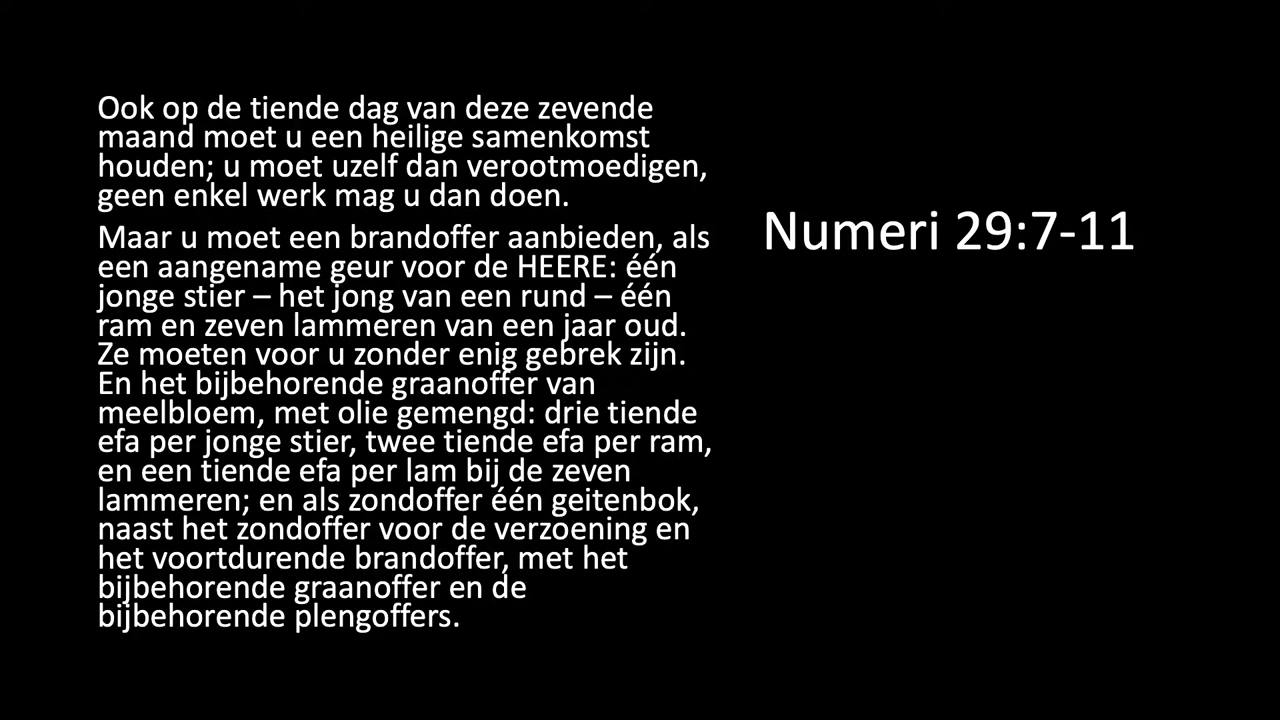 Ook op de tiende dag van deze zevende
maand moet u een heilige samenkomst
houden; u moet uzelf dan verootmoedigen,
geen enkel werk mag u dan doen.
Maar u moet een brandoffer aanbieden, als
een aangename geur voor de HEERE: één
jonge stier – het jong van een rund – één
ram en zeven lammeren van een jaar oud.
Ze moeten voor u zonder enig gebrek zijn.
En het bijbehorende graanoffer van
meelbloem, met olie gemengd: drie tiende
efa per jonge stier, twee tiende efa per ram,
en een tiende efa per lam bij de zeven
lammeren; en als zondoffer één geitenbok,
naast het zondoffer voor de verzoening en
het voortdurende brandoffer, met het
bijbehorende graanoffer en de
bijbehorende plengoffers.
Numeri 29:7-11